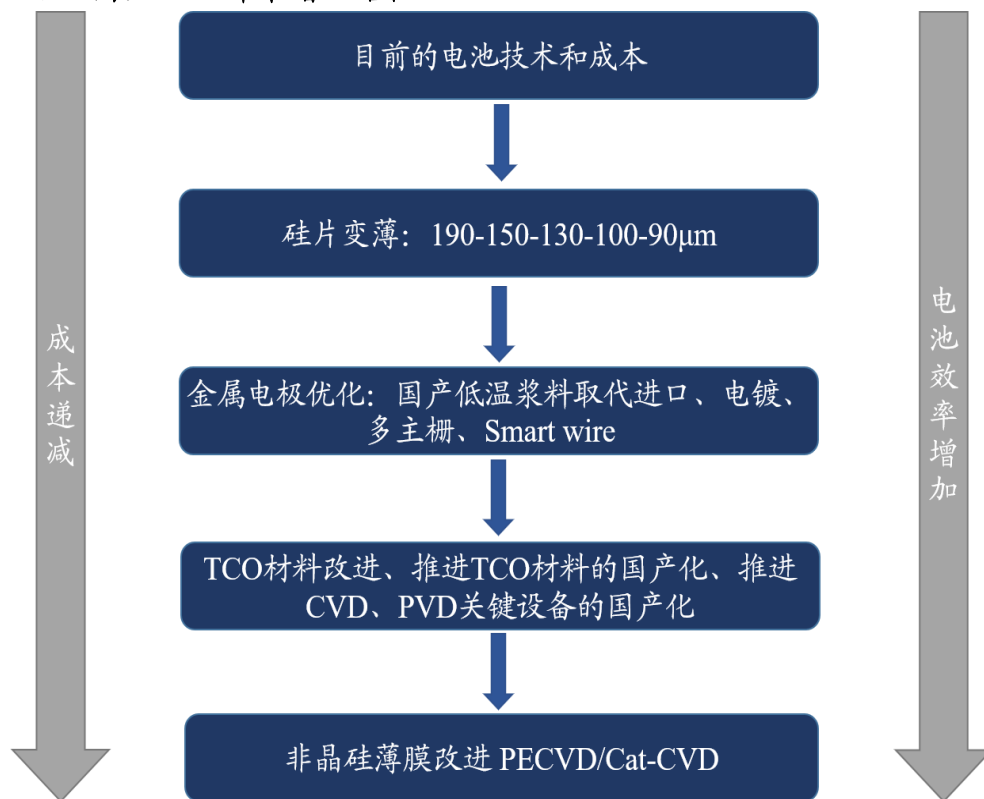 目前的电池技术和成本
硅片变薄：190-150-130-100-90μm
金属电极优化：国产低温浆料取代进口、电镀、
多主栅、Smart wire
TCO材料改进、推进TCO材料的国产化、推进
CVD、PVD关键设备的国产化
非晶硅薄膜改进 PECVD/Cat-CVD
成本递减
电池效率增加